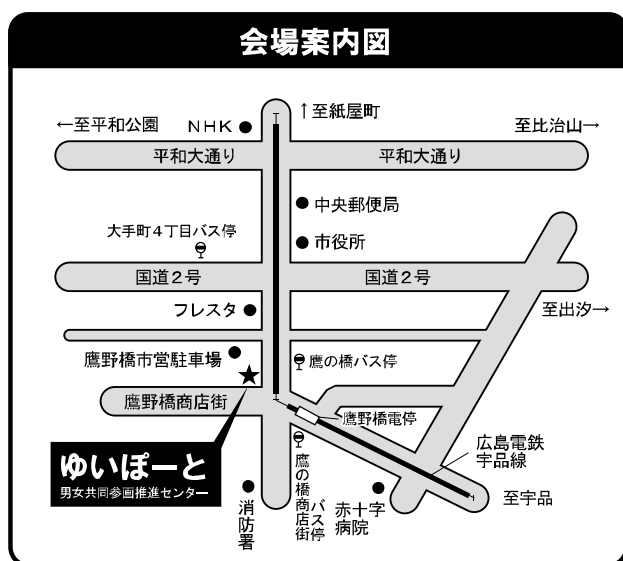 会場案内図
←至平和公園
NHK
↑至紙屋町
至比治山→
平和大通り
平和大通り
中央郵便局
大手町4丁目バス停
市役所
国道2号
国道2号
フレスタ
至出汐→
鷹野橋市営駐車場
鷹の橋バス停
鷹野橋商店街
鷹野橋電停
ゆいぽーと
男女共同参画推進センター
広島電鉄
宇品線
至宇品
消防署
鷹の橋商店街
バス停
赤十字
病院